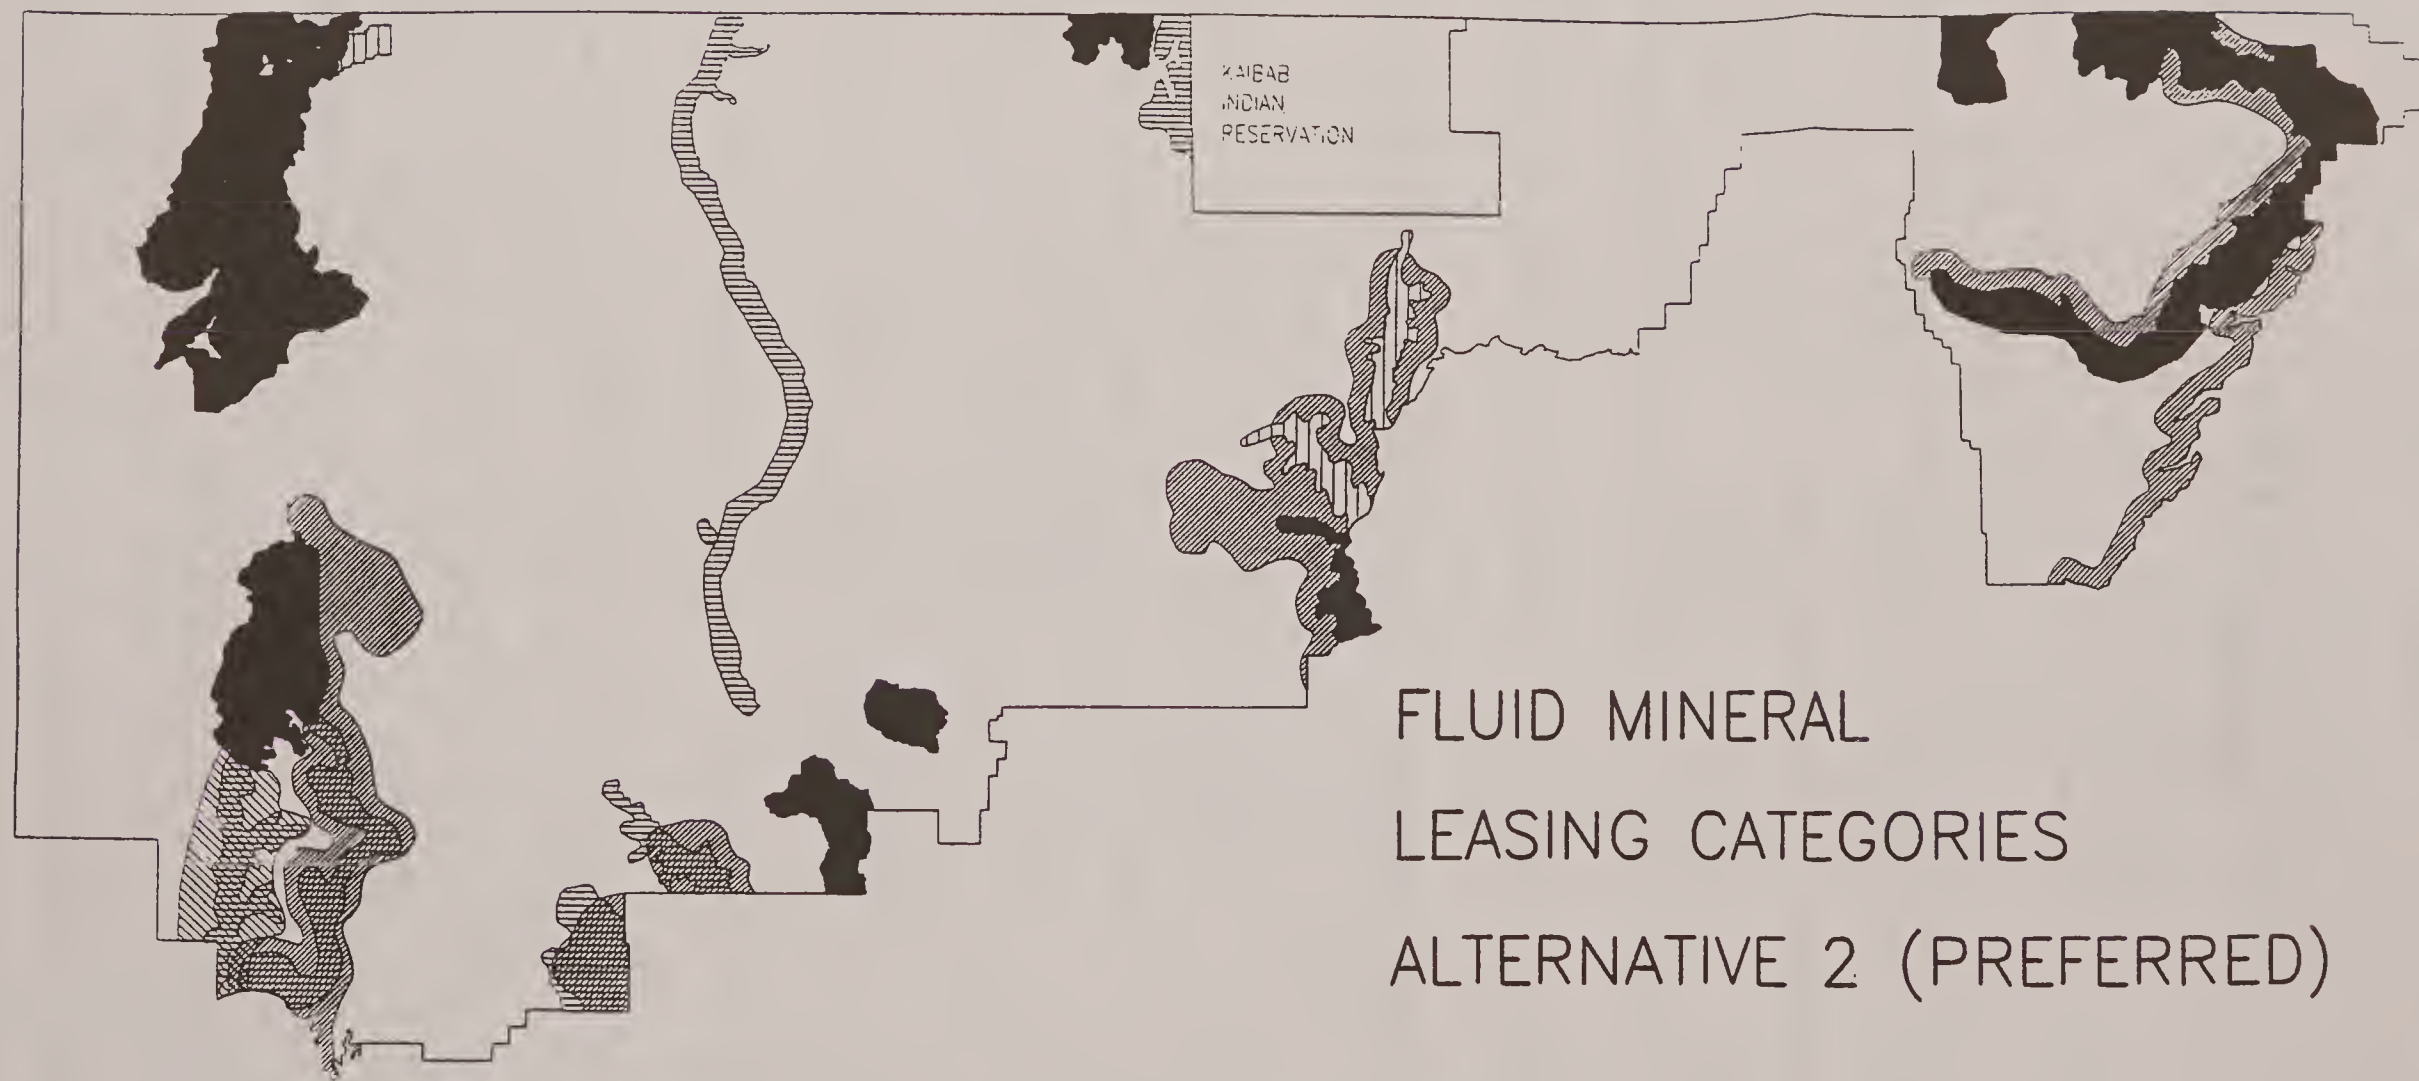 KAIBAB
INDIAN
RESERVATION
FLUID MINERAL
LEASING CATEGORIES
ALTERNATIVE 2 (PREFERRED)